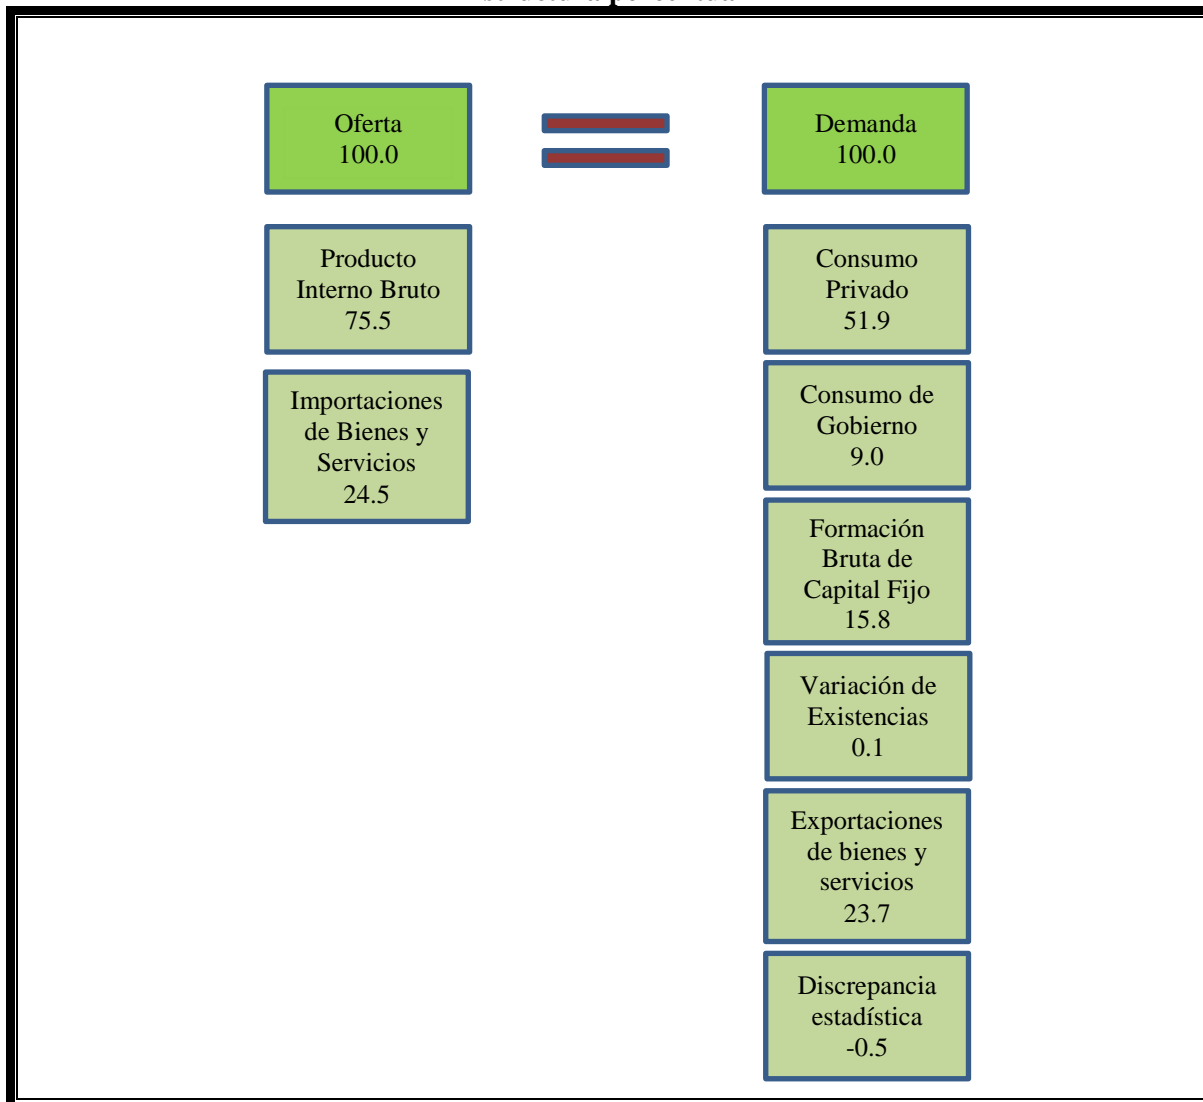 Oferta
100.0
Demanda
100.0
Producto
Interno Bruto
75.5
Importaciones
de Bienes y
Servicios
24.5
Consumo
Privado
51.9
Consumo de
Gobierno
9.0
Formación
Bruta de
Capital Fijo
15.8
Variación de
Existencias
0.1
Exportaciones
de bienes y
servicios
23.7
Discrepancia
estadística
-0.5